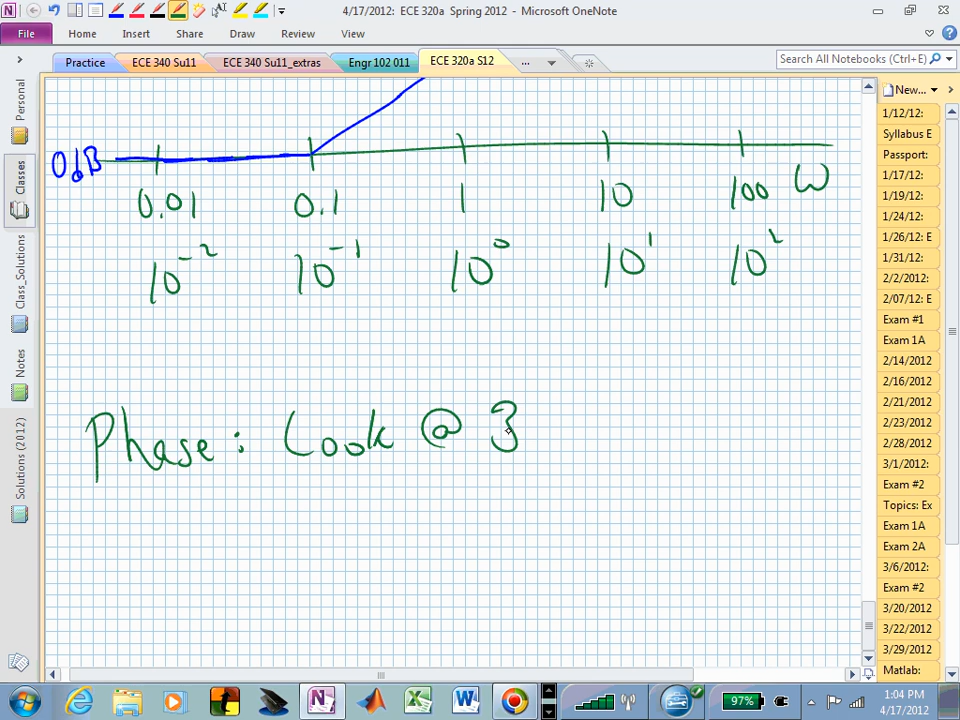 4/17/2012: ECE 320a Spring 2012 - Microsoft OneNote
File Home Insert Share Draw Review View
Practice ECE 340 Su11 ECE 340 Su11_extras Engr 102 011 ECE 320a S12 ... Search All Notebooks (Ctrl+E)
Personal
Classes
Class_Solutions
Notes
Solutions (2012)
0dB
0.01 0.1 1 10 100 ω
10⁻² 10⁻¹ 10⁰ 10¹ 10²
Phase: Look @ 3
New...
1/12/12:
Syllabus E
Passport:
1/17/12:
1/19/12:
1/24/12:
1/26/12: E
1/31/12:
2/2/2012:
2/07/12: E
Exam #1
Exam 1A
2/14/2012
2/16/2012
2/21/2012
2/23/2012
2/28/2012
3/1/2012:
Exam #2
Topics: Ex
Exam 1A
Exam 2A
3/6/2012:
Exam #2
3/20/2012
3/22/2012
3/29/2012
Matlab:
97%
1:04 PM
4/17/2012